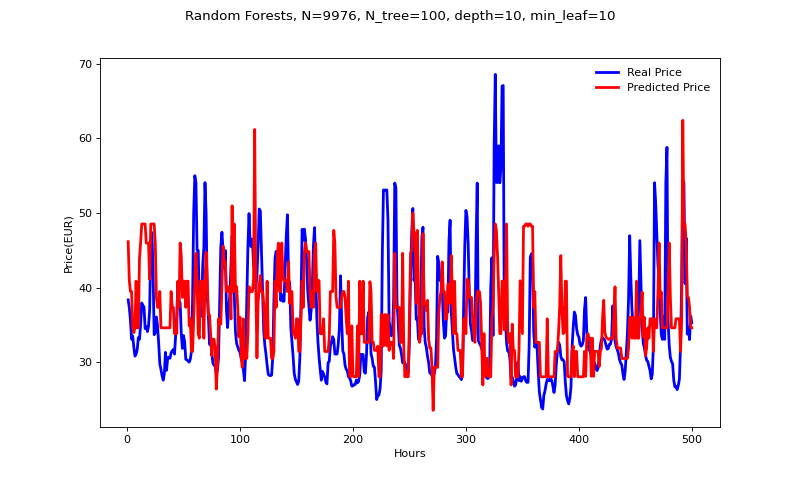 Random Forests, N=9976, N_tree=100, depth=10, min_leaf=10
Real Price
Predicted Price
70
60
50
40
30
Price(EUR)
0
100
200
300
400
500
Hours